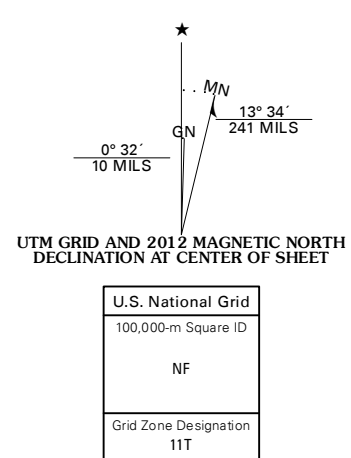 ★
MN
GN
13° 34´
241 MILS
0° 32´
10 MILS
UTM GRID AND 2012 MAGNETIC NORTH
DECLINATION AT CENTER OF SHEET
U.S. National Grid
100,000-m Square ID
NF
Grid Zone Designation
11T